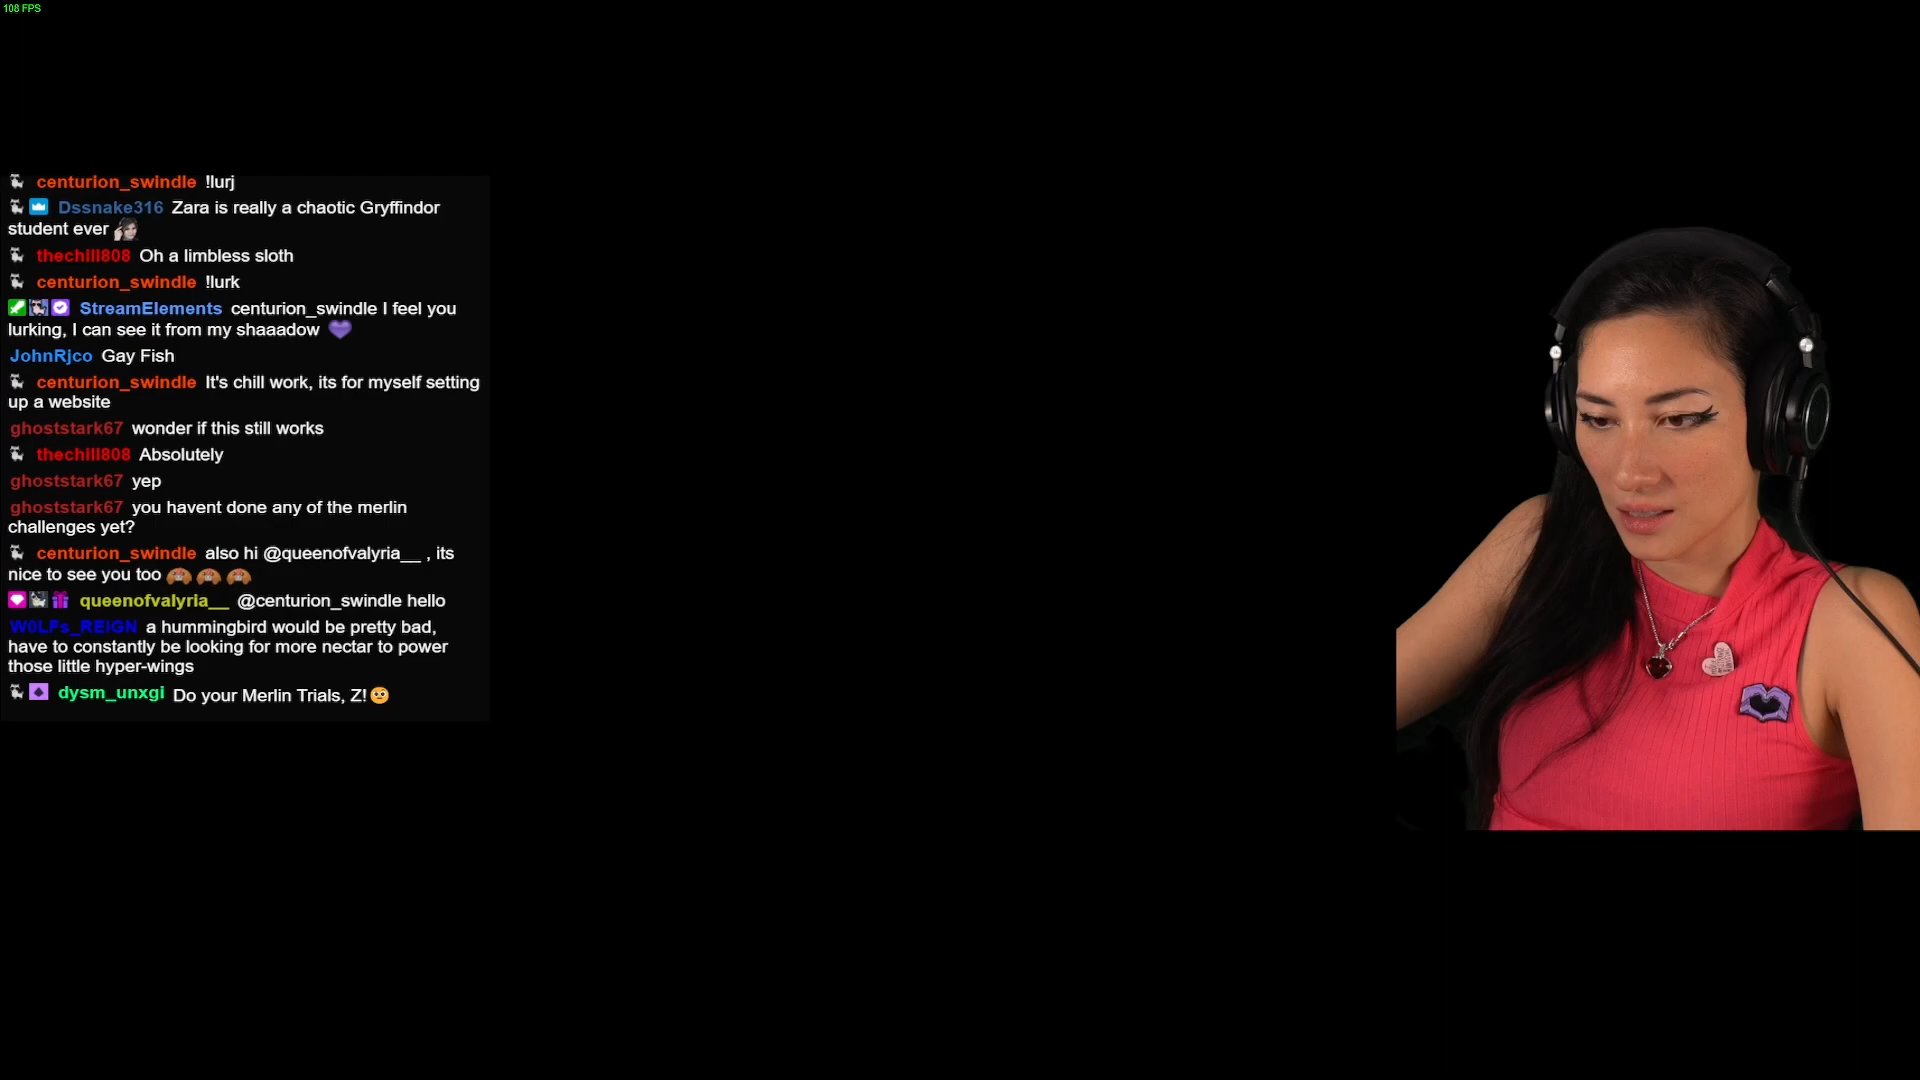 108 FPS
centurion_swindle !lurj
Dssnake316 Zara is really a chaotic Gryffindor
student ever
thechill808 Oh a limbless sloth
centurion_swindle !lurk
StreamElements centurion_swindle I feel you
lurking, I can see it from my shaaadow
JohnRjco Gay Fish
centurion_swindle It's chill work, its for myself setting
up a website
ghoststark67 wonder if this still works
thechill808 Absolutely
ghoststark67 yep
ghoststark67 you havent done any of the merlin
challenges yet?
centurion_swindle also hi @queenofvalyria__ , its
nice to see you too
queenofvalyria__ @centurion_swindle hello
W0LFs_REIGN a hummingbird would be pretty bad,
have to constantly be looking for more nectar to power
those little hyper-wings
dysm_unxgi Do your Merlin Trials, Z!